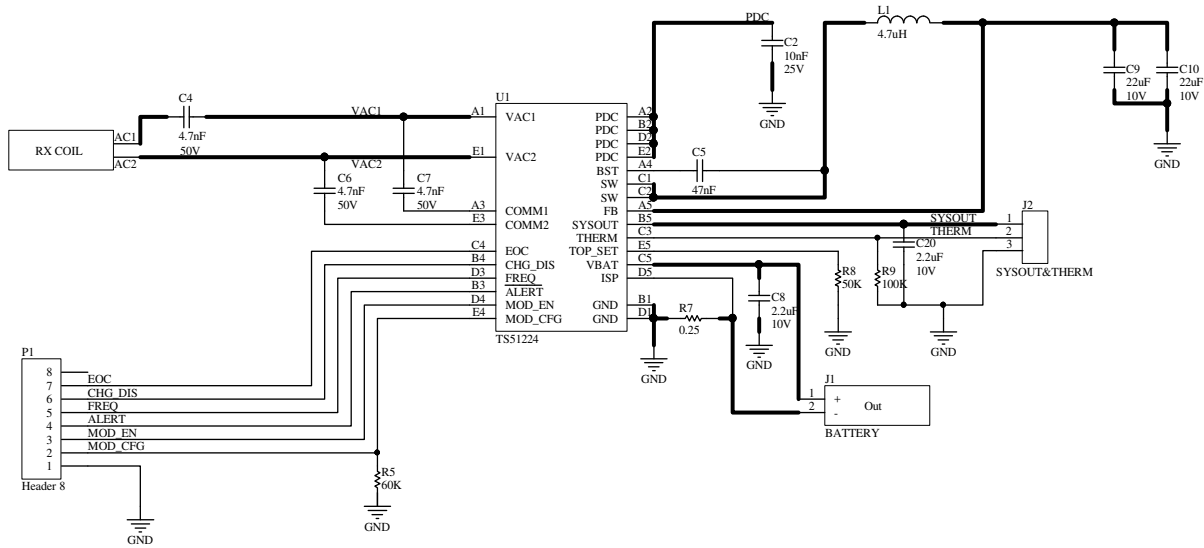 PDC
C2
10nF
25V
GND
L1
4.7uH
C9
22uF
10V
C10
22uF
10V
GND
RX COIL
AC1
AC2
C4
4.7nF
50V
VAC1
VAC2
C6
4.7nF
50V
C7
4.7nF
50V
U1
A1 VAC1
E1 VAC2
A3 COMM1
E3 COMM2
C4 EOC
B4 CHG_DIS
D3 FREQ
B3 ALERT
D4 MOD_EN
E4 MOD_CFG
PDC A2
PDC B2
PDC D2
PDC E2
BST A4
SW C1
SW C2
FB A5
SYSOUT B5
THERM C3
TOP_SET E5
VBAT C5
ISP D5
GND B1
GND D1
TS51224
C5
47nF
SYSOUT
THERM
J2
1
2
3
SYSOUT&THERM
C20
2.2uF
10V
R8
50K
GND
R9
100K
GND
C8
2.2uF
10V
GND
R7
0.25
GND
J1
1 +
2 -
Out
BATTERY
P1
8
7 EOC
6 CHG_DIS
5 FREQ
4 ALERT
3 MOD_EN
2 MOD_CFG
1
Header 8
GND
R5
60K
GND